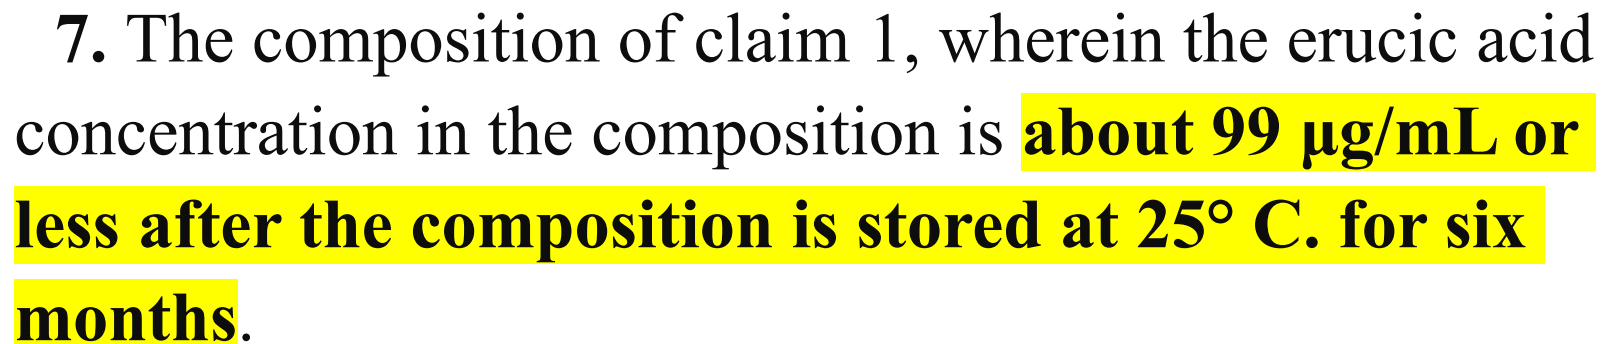 7. The composition of claim 1, wherein the erucic acid
concentration in the composition is about 99 µg/mL or
less after the composition is stored at 25° C. for six
months.